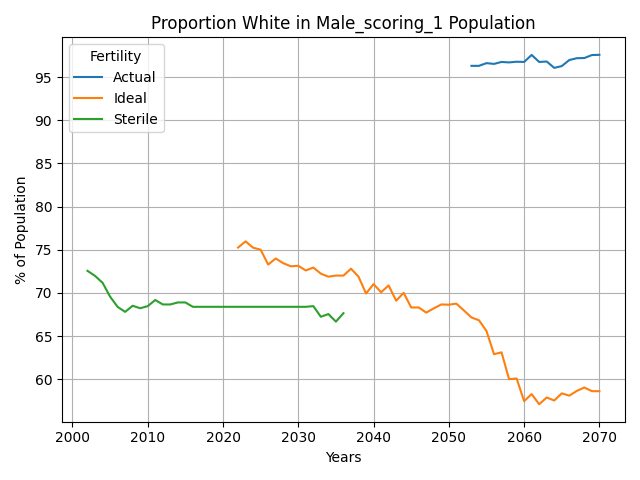 Proportion White in Male_scoring_1 Population
Fertility
Actual
Ideal
Sterile
% of Population
95
90
85
80
75
70
65
60
2000 2010 2020 2030 2040 2050 2060 2070
Years